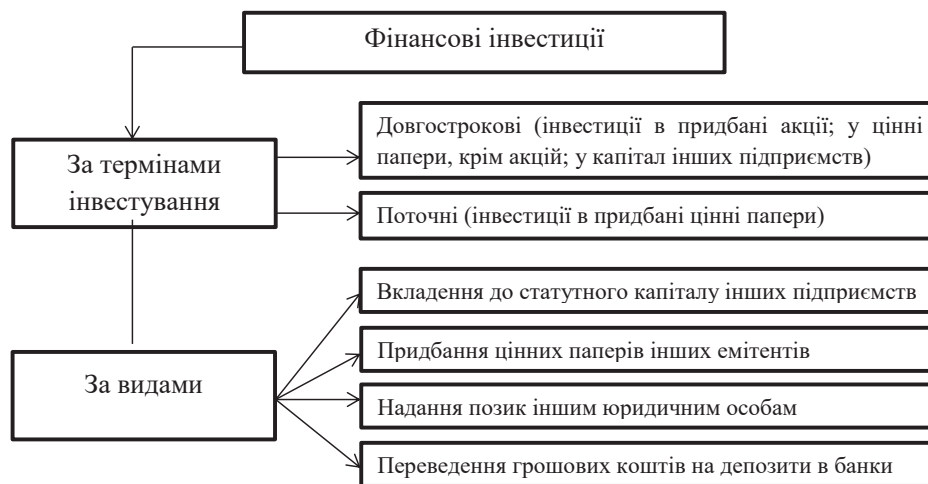 Фінансові інвестиції
За термінами
інвестування
Довгострокові (інвестиції в придбані акції; у цінні
папери, крім акцій; у капітал інших підприємств)
Поточні (інвестиції в придбані цінні папери)
За видами
Вкладення до статутного капіталу інших підприємств
Придбання цінних паперів інших емітентів
Надання позик іншим юридичним особам
Переведення грошових коштів на депозити в банки